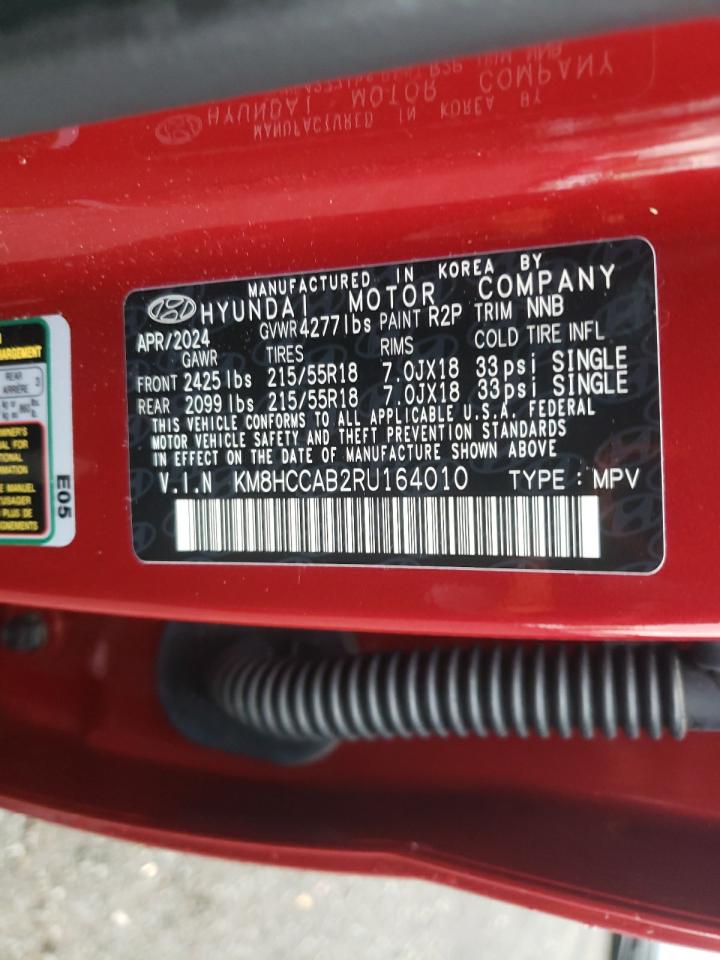 MANUFACTURED IN KOREA BY
HYUNDAI MOTOR COMPANY
APR/2024 GVWR 4277 lbs PAINT R2P TRIM NNB
GAWR TIRES RIMS COLD TIRE INFL
FRONT 2425 lbs 215/55R18 7.0JX18 33 psi SINGLE
REAR 2099 lbs 215/55R18 7.0JX18 33 psi SINGLE
THIS VEHICLE CONFORMS TO ALL APPLICABLE U.S.A. FEDERAL
MOTOR VEHICLE SAFETY AND THEFT PREVENTION STANDARDS
IN EFFECT ON THE DATE OF MANUFACTURE SHOWN ABOVE
V.I.N KM8HCCAB2RU164010 TYPE : MPV
REAR
ARRIÈRE
E05